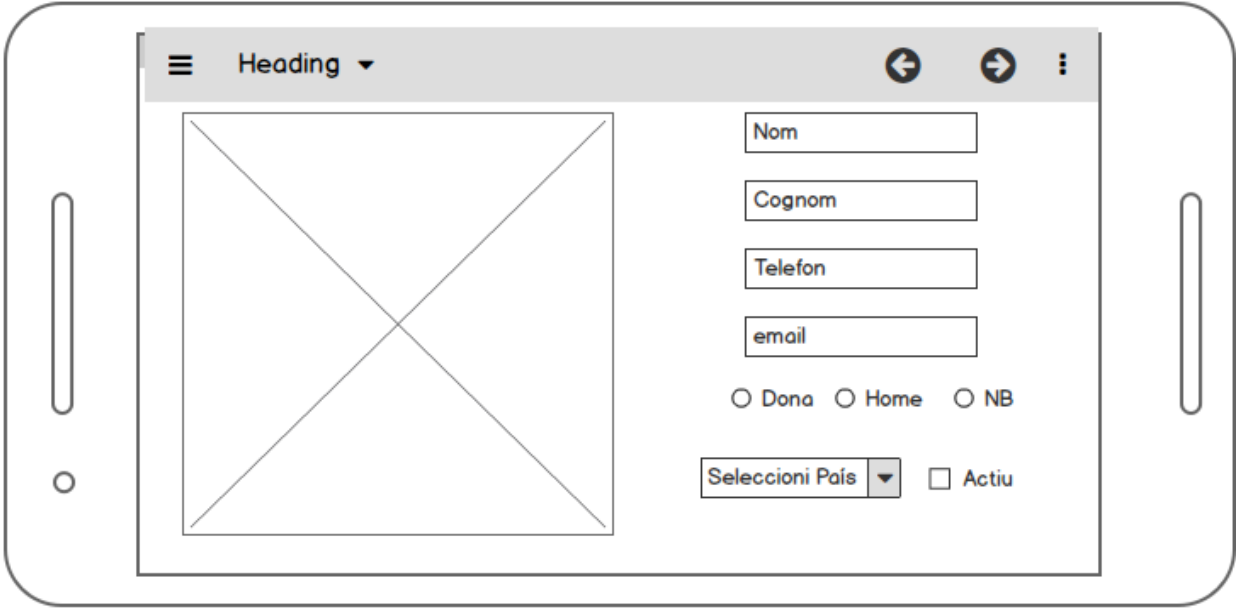 Heading
Nom
Cognom
Telefon
email
Dona Home NB
Seleccioni País Actiu